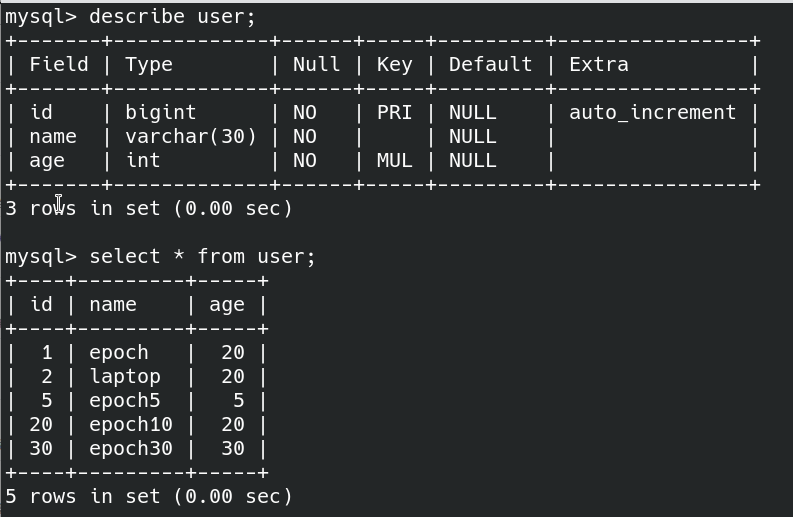 mysql> describe user;
+-------+-------------+------+-----+---------+----------------+
| Field | Type        | Null | Key | Default | Extra          |
+-------+-------------+------+-----+---------+----------------+
| id    | bigint      | NO   | PRI | NULL    | auto_increment |
| name  | varchar(30) | NO   |     | NULL    |                |
| age   | int         | NO   | MUL | NULL    |                |
+-------+-------------+------+-----+---------+----------------+
3 rows in set (0.00 sec)

mysql> select * from user;
+----+---------+-----+
| id | name    | age |
+----+---------+-----+
|  1 | epoch   |  20 |
|  2 | laptop  |  20 |
|  5 | epoch5  |   5 |
| 20 | epoch10 |  20 |
| 30 | epoch30 |  30 |
+----+---------+-----+
5 rows in set (0.00 sec)